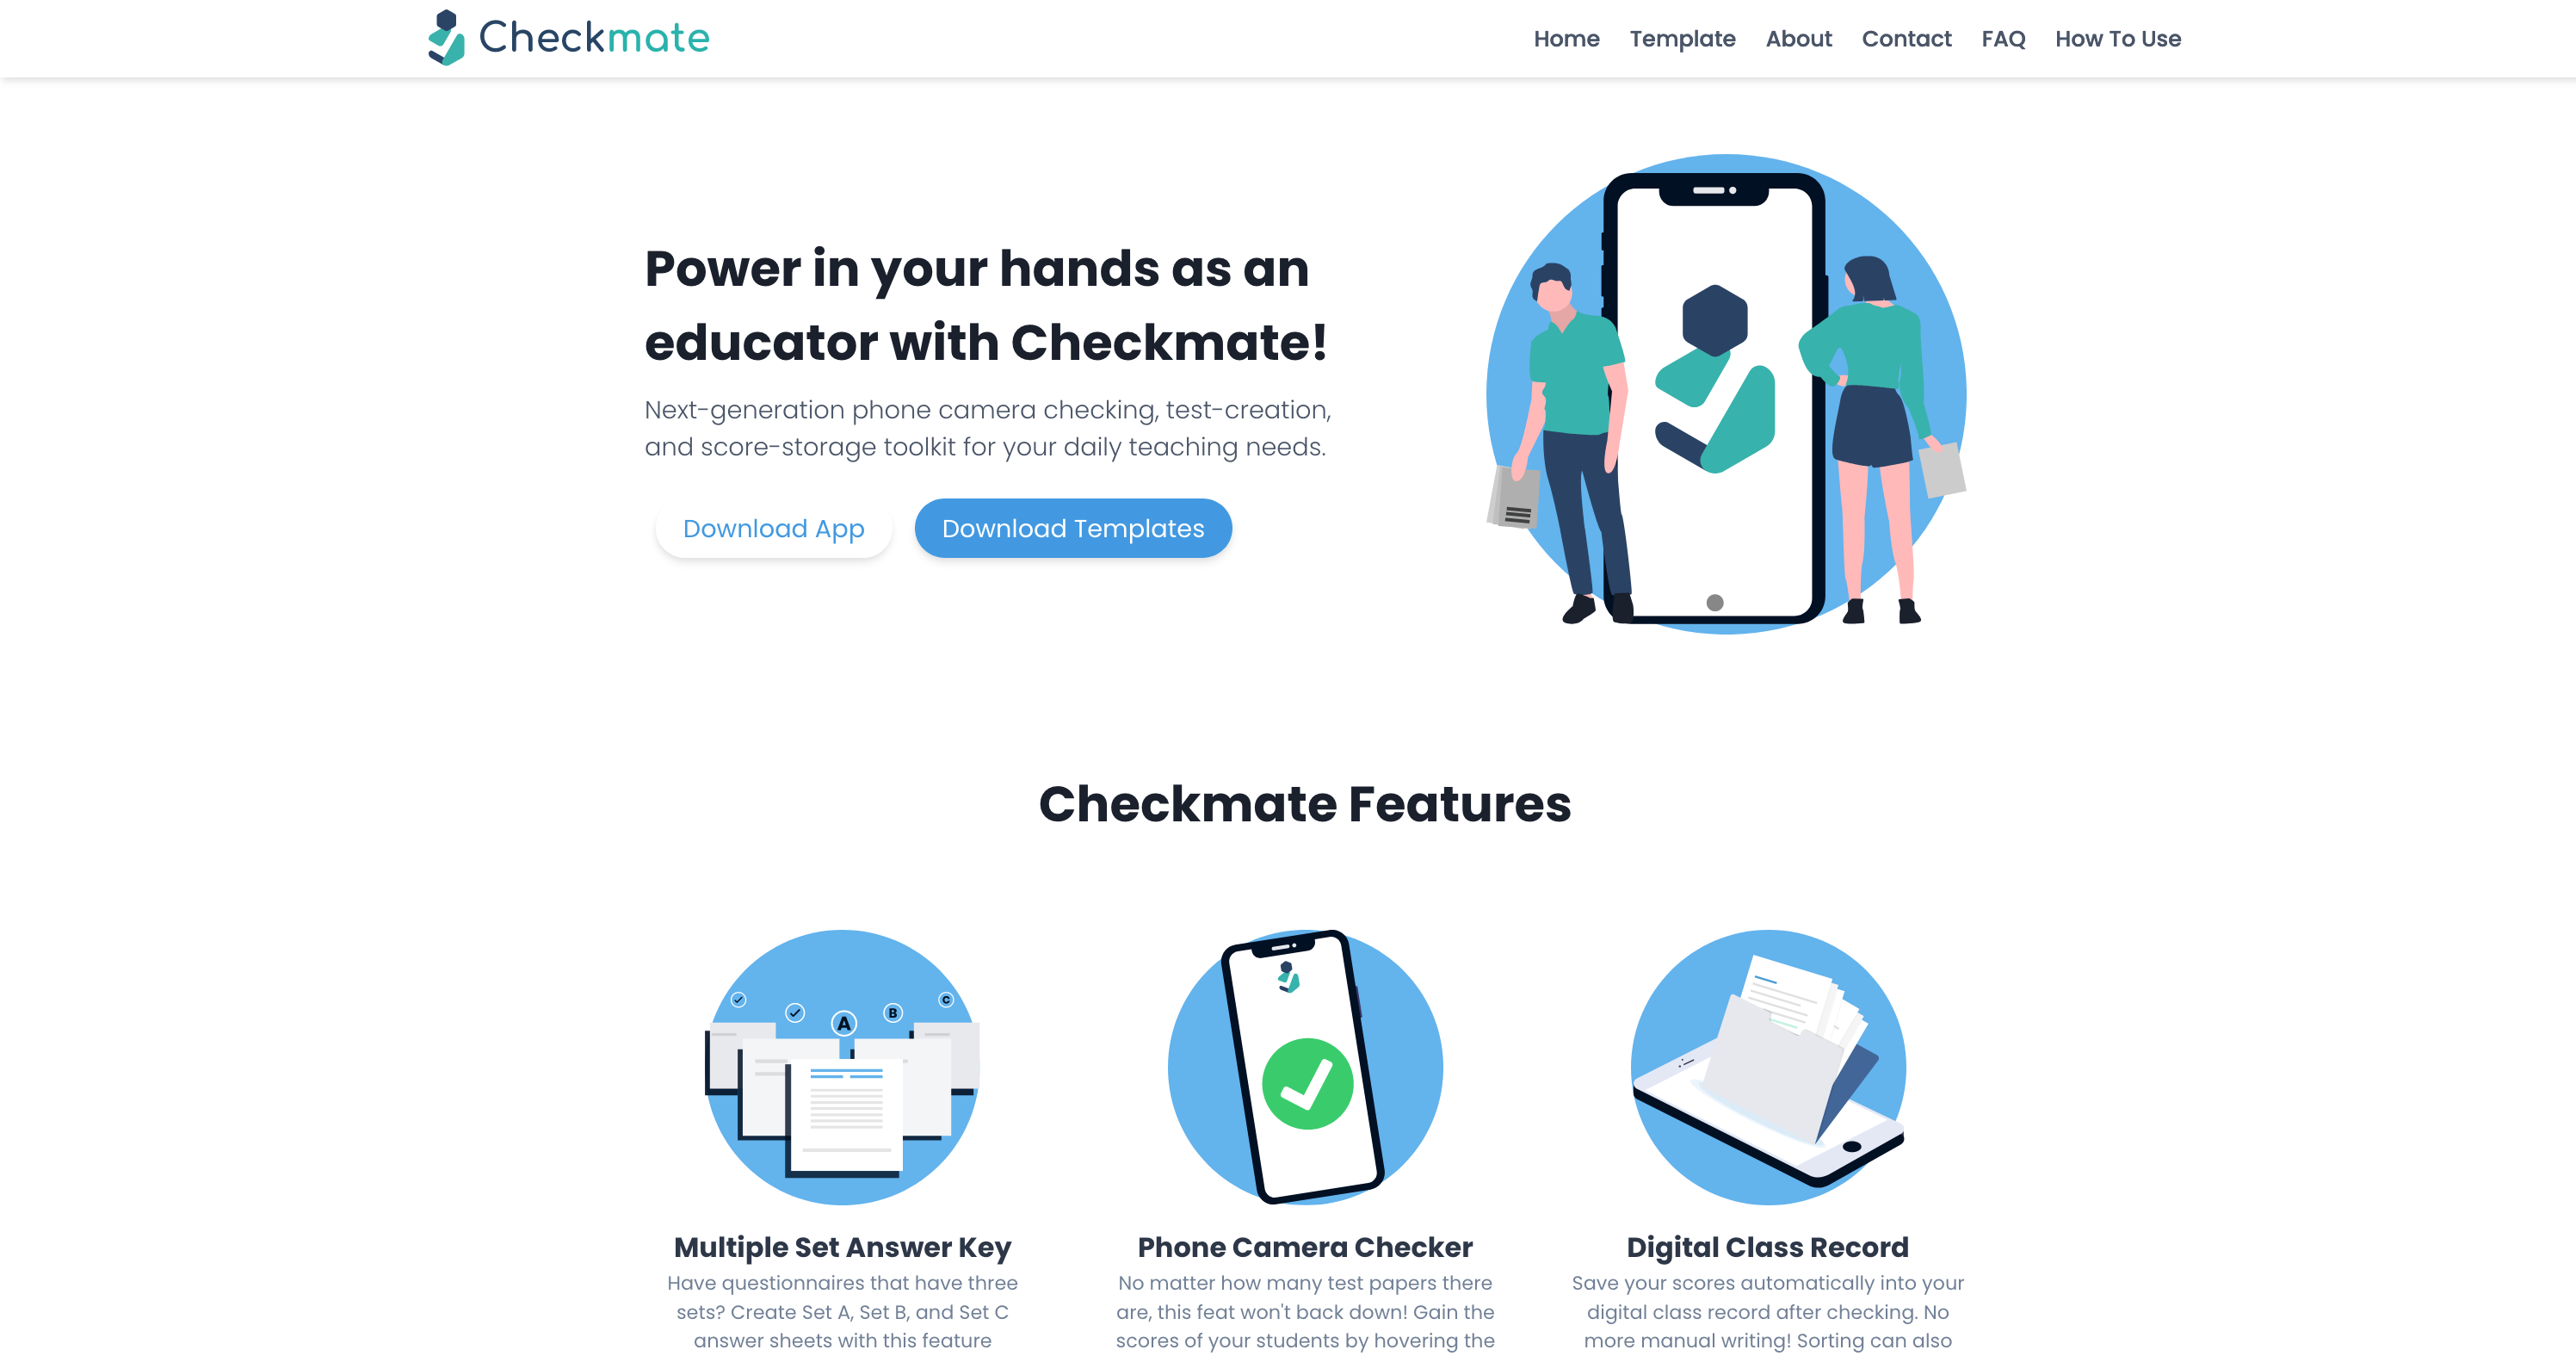 Checkmate
Home Template About Contact FAQ How To Use
Power in your hands as an
educator with Checkmate!
Next-generation phone camera checking, test-creation,
and score-storage toolkit for your daily teaching needs.
Download App Download Templates
Checkmate Features
A B C
Multiple Set Answer Key
Have questionnaires that have three
sets? Create Set A, Set B, and Set C
answer sheets with this feature
Phone Camera Checker
No matter how many test papers there
are, this feat won't back down! Gain the
scores of your students by hovering the
Digital Class Record
Save your scores automatically into your
digital class record after checking. No
more manual writing! Sorting can also